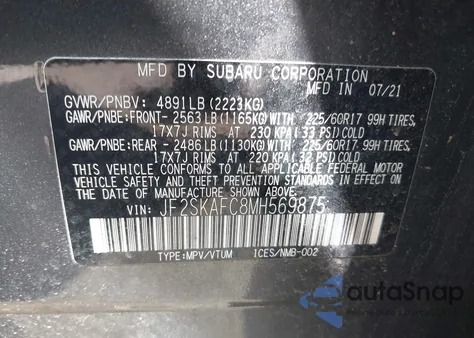 MFD BY SUBARU CORPORATION
MFD IN 07/21
GVWR/PNBV: 4891LB(2223KG)
GAWR/PNBE:FRONT- 2563LB(1165KG)WITH 225/60R17 99H TIRES,
17X7J RIMS AT 230 KPA(33 PSI)COLD
GAWR/PNBE:REAR - 2486LB(1130KG)WITH 225/60R17 99H TIRES,
17X7J RIMS AT 220 KPA(32 PSI)COLD
THIS VEHICLE CONFORMS TO ALL APPLICABLE FEDERAL MOTOR
VEHICLE SAFETY AND THEFT PREVENTION STANDARDS IN EFFECT ON
THE DATE OF MANUFACTURE SHOWN ABOVE.
VIN: JF2SKAFC8MH569875
TYPE:MPV/VTUM ICES/NMB-002
autoSnap